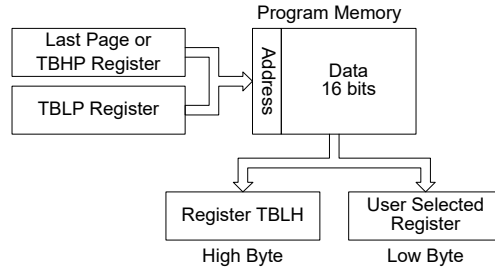 Program Memory
Last Page or
TBHP Register
TBLP Register
Address
Data
16 bits
Register TBLH
User Selected
Register
High Byte
Low Byte